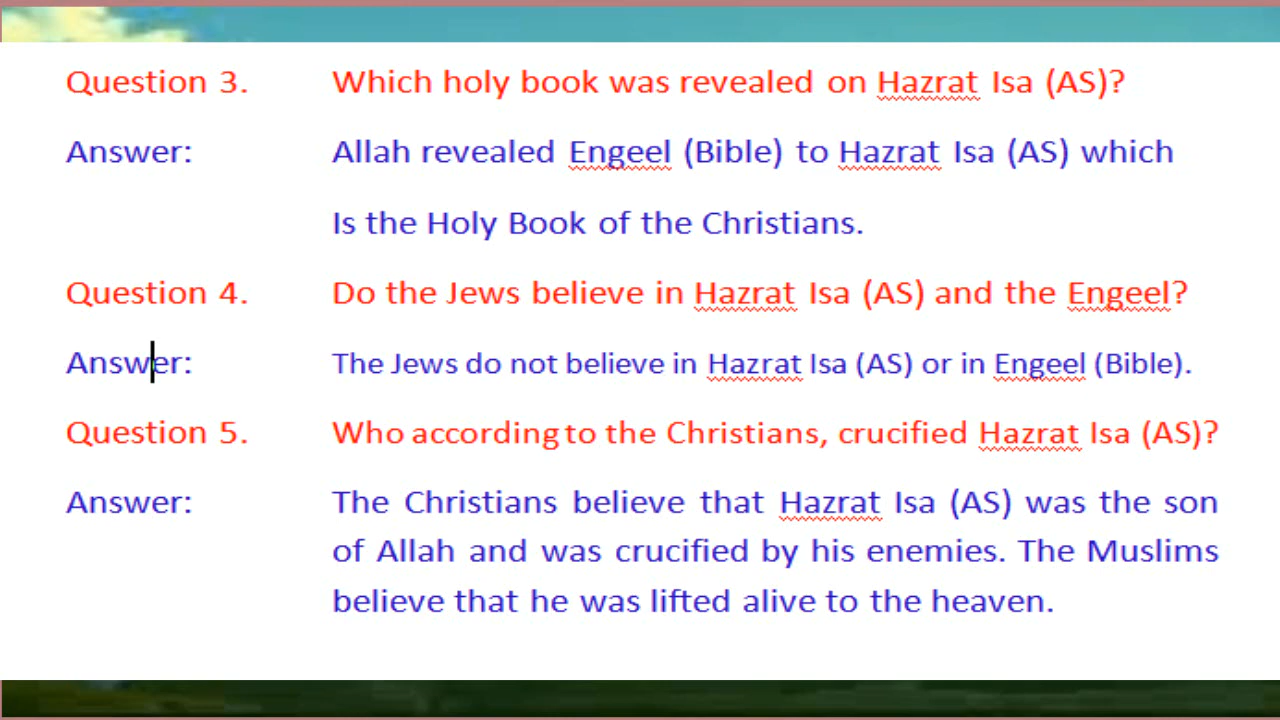 Question 3. Which holy book was revealed on Hazrat Isa (AS)?
Answer: Allah revealed Engeel (Bible) to Hazrat Isa (AS) which
Is the Holy Book of the Christians.
Question 4. Do the Jews believe in Hazrat Isa (AS) and the Engeel?
Answer: The Jews do not believe in Hazrat Isa (AS) or in Engeel (Bible).
Question 5. Who according to the Christians, crucified Hazrat Isa (AS)?
Answer: The Christians believe that Hazrat Isa (AS) was the son
of Allah and was crucified by his enemies. The Muslims
believe that he was lifted alive to the heaven.